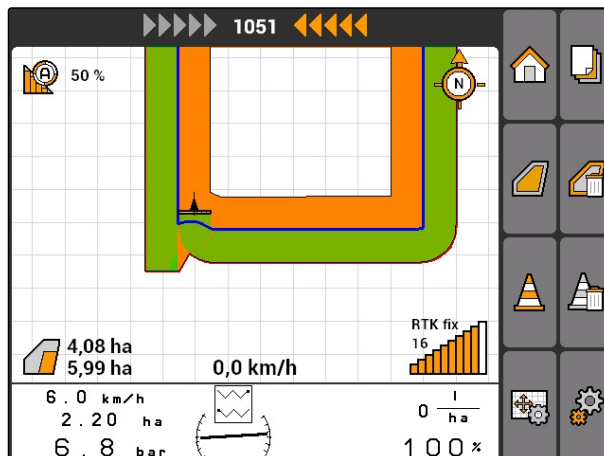 1051
A 50 %
N
RTK fix
16
4,08 ha
5,99 ha
0,0 km/h
6.0 km/h
2.20 ha
6.8 bar
0 l/ha
100 %